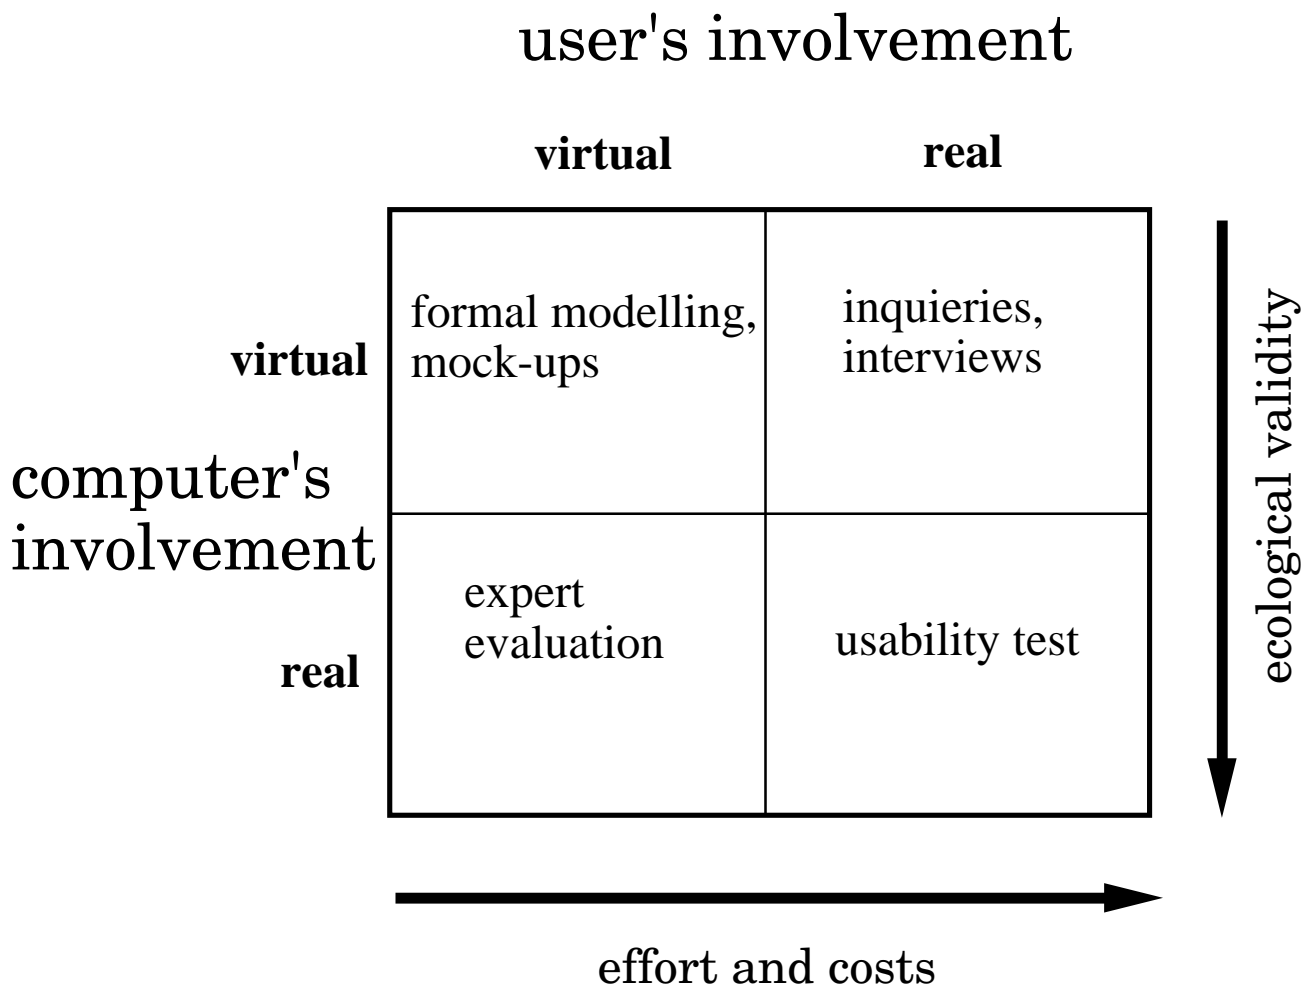 user's involvement
virtual
real
formal modelling,
mock-ups
inquieries,
interviews
virtual
computer's
involvement
expert
evaluation
usability test
real
ecological validity
effort and costs